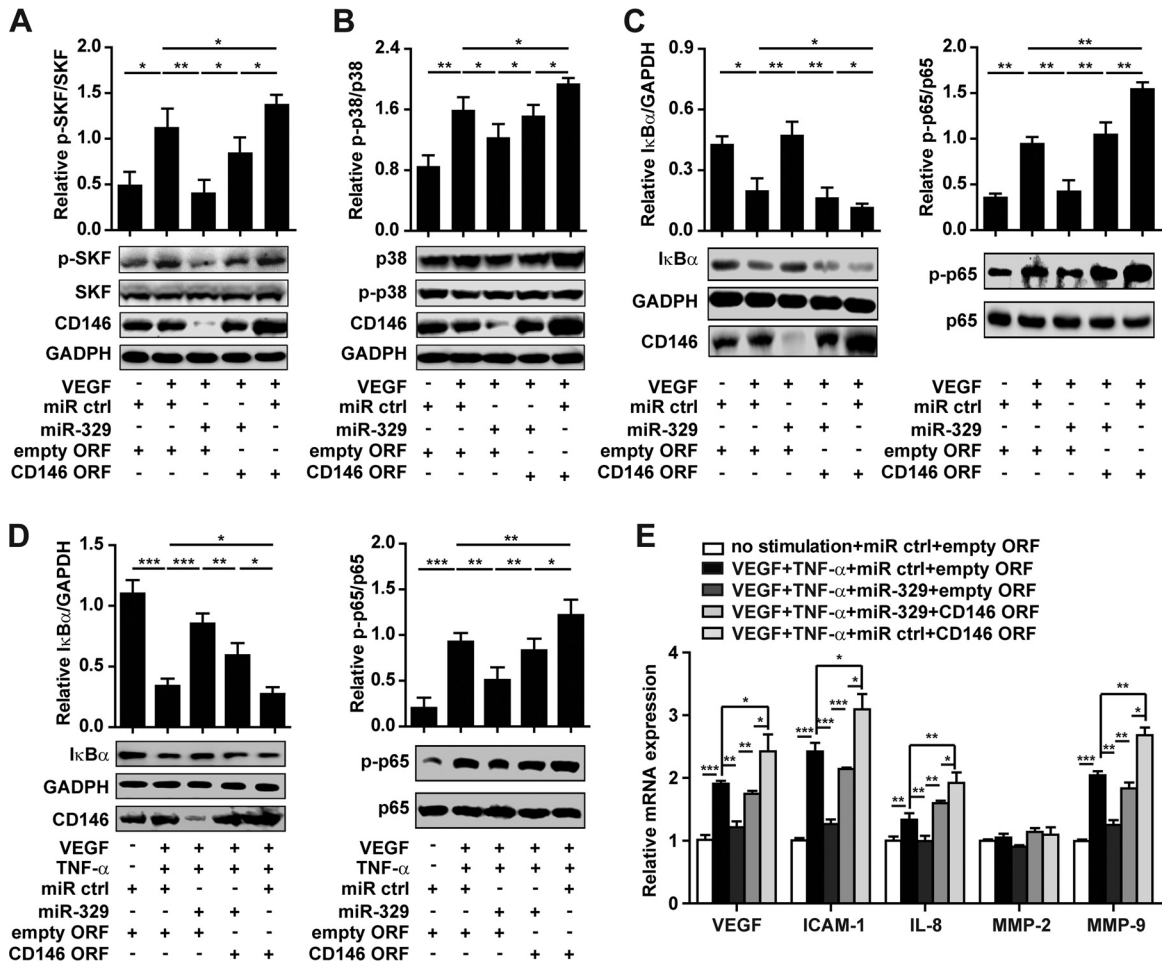 A
Relative p-SKF/SKF
2.0
1.5
1.0
0.5
0.0
*
* ** * *
p-SKF
SKF
CD146
GADPH
VEGF - + + + +
miR ctrl + + - - +
miR-329 - - + + -
empty ORF + + + - -
CD146 ORF - - - + +
B
Relative p-p38/p38
2.4
1.6
0.8
0.0
*
** * * *
p38
p-p38
CD146
GADPH
VEGF - + + + +
miR ctrl + + - - +
miR-329 - - + + -
empty ORF + + + - -
CD146 ORF - - - + +
C
Relative IκBα/GAPDH
0.9
0.6
0.3
0.0
*
* ** ** *
IκBα
GADPH
CD146
VEGF - + + + +
miR ctrl + + - - +
miR-329 - - + + -
empty ORF + + + - -
CD146 ORF - - - + +
Relative p-p65/p65
2.0
1.5
1.0
0.5
0.0
**
** ** ** **
p-p65
p65
VEGF - + + + +
miR ctrl + + - - +
miR-329 - - + + -
empty ORF + + + - -
CD146 ORF - - - + +
D
Relative IκBα/GAPDH
1.5
1.0
0.5
0.0
*
*** *** ** *
IκBα
GADPH
CD146
VEGF - + + + +
TNF-α - + + + +
miR ctrl + + - - +
miR-329 - - + + -
empty ORF + + + - -
CD146 ORF - - - + +
Relative p-p65/p65
2.0
1.5
1.0
0.5
0.0
**
*** ** ** *
p-p65
p65
VEGF - + + + +
TNF-α - + + + +
miR ctrl + + - - +
miR-329 - - + + -
empty ORF + + + - -
CD146 ORF - - - + +
E
no stimulation+miR ctrl+empty ORF
VEGF+TNF-α+miR ctrl+empty ORF
VEGF+TNF-α+miR-329+empty ORF
VEGF+TNF-α+miR-329+CD146 ORF
VEGF+TNF-α+miR ctrl+CD146 ORF
Relative mRNA expression
4
3
2
1
0
*** ** ** * *
*** *** *** * *
** ** ** * **
*** ** ** * **
VEGF ICAM-1 IL-8 MMP-2 MMP-9